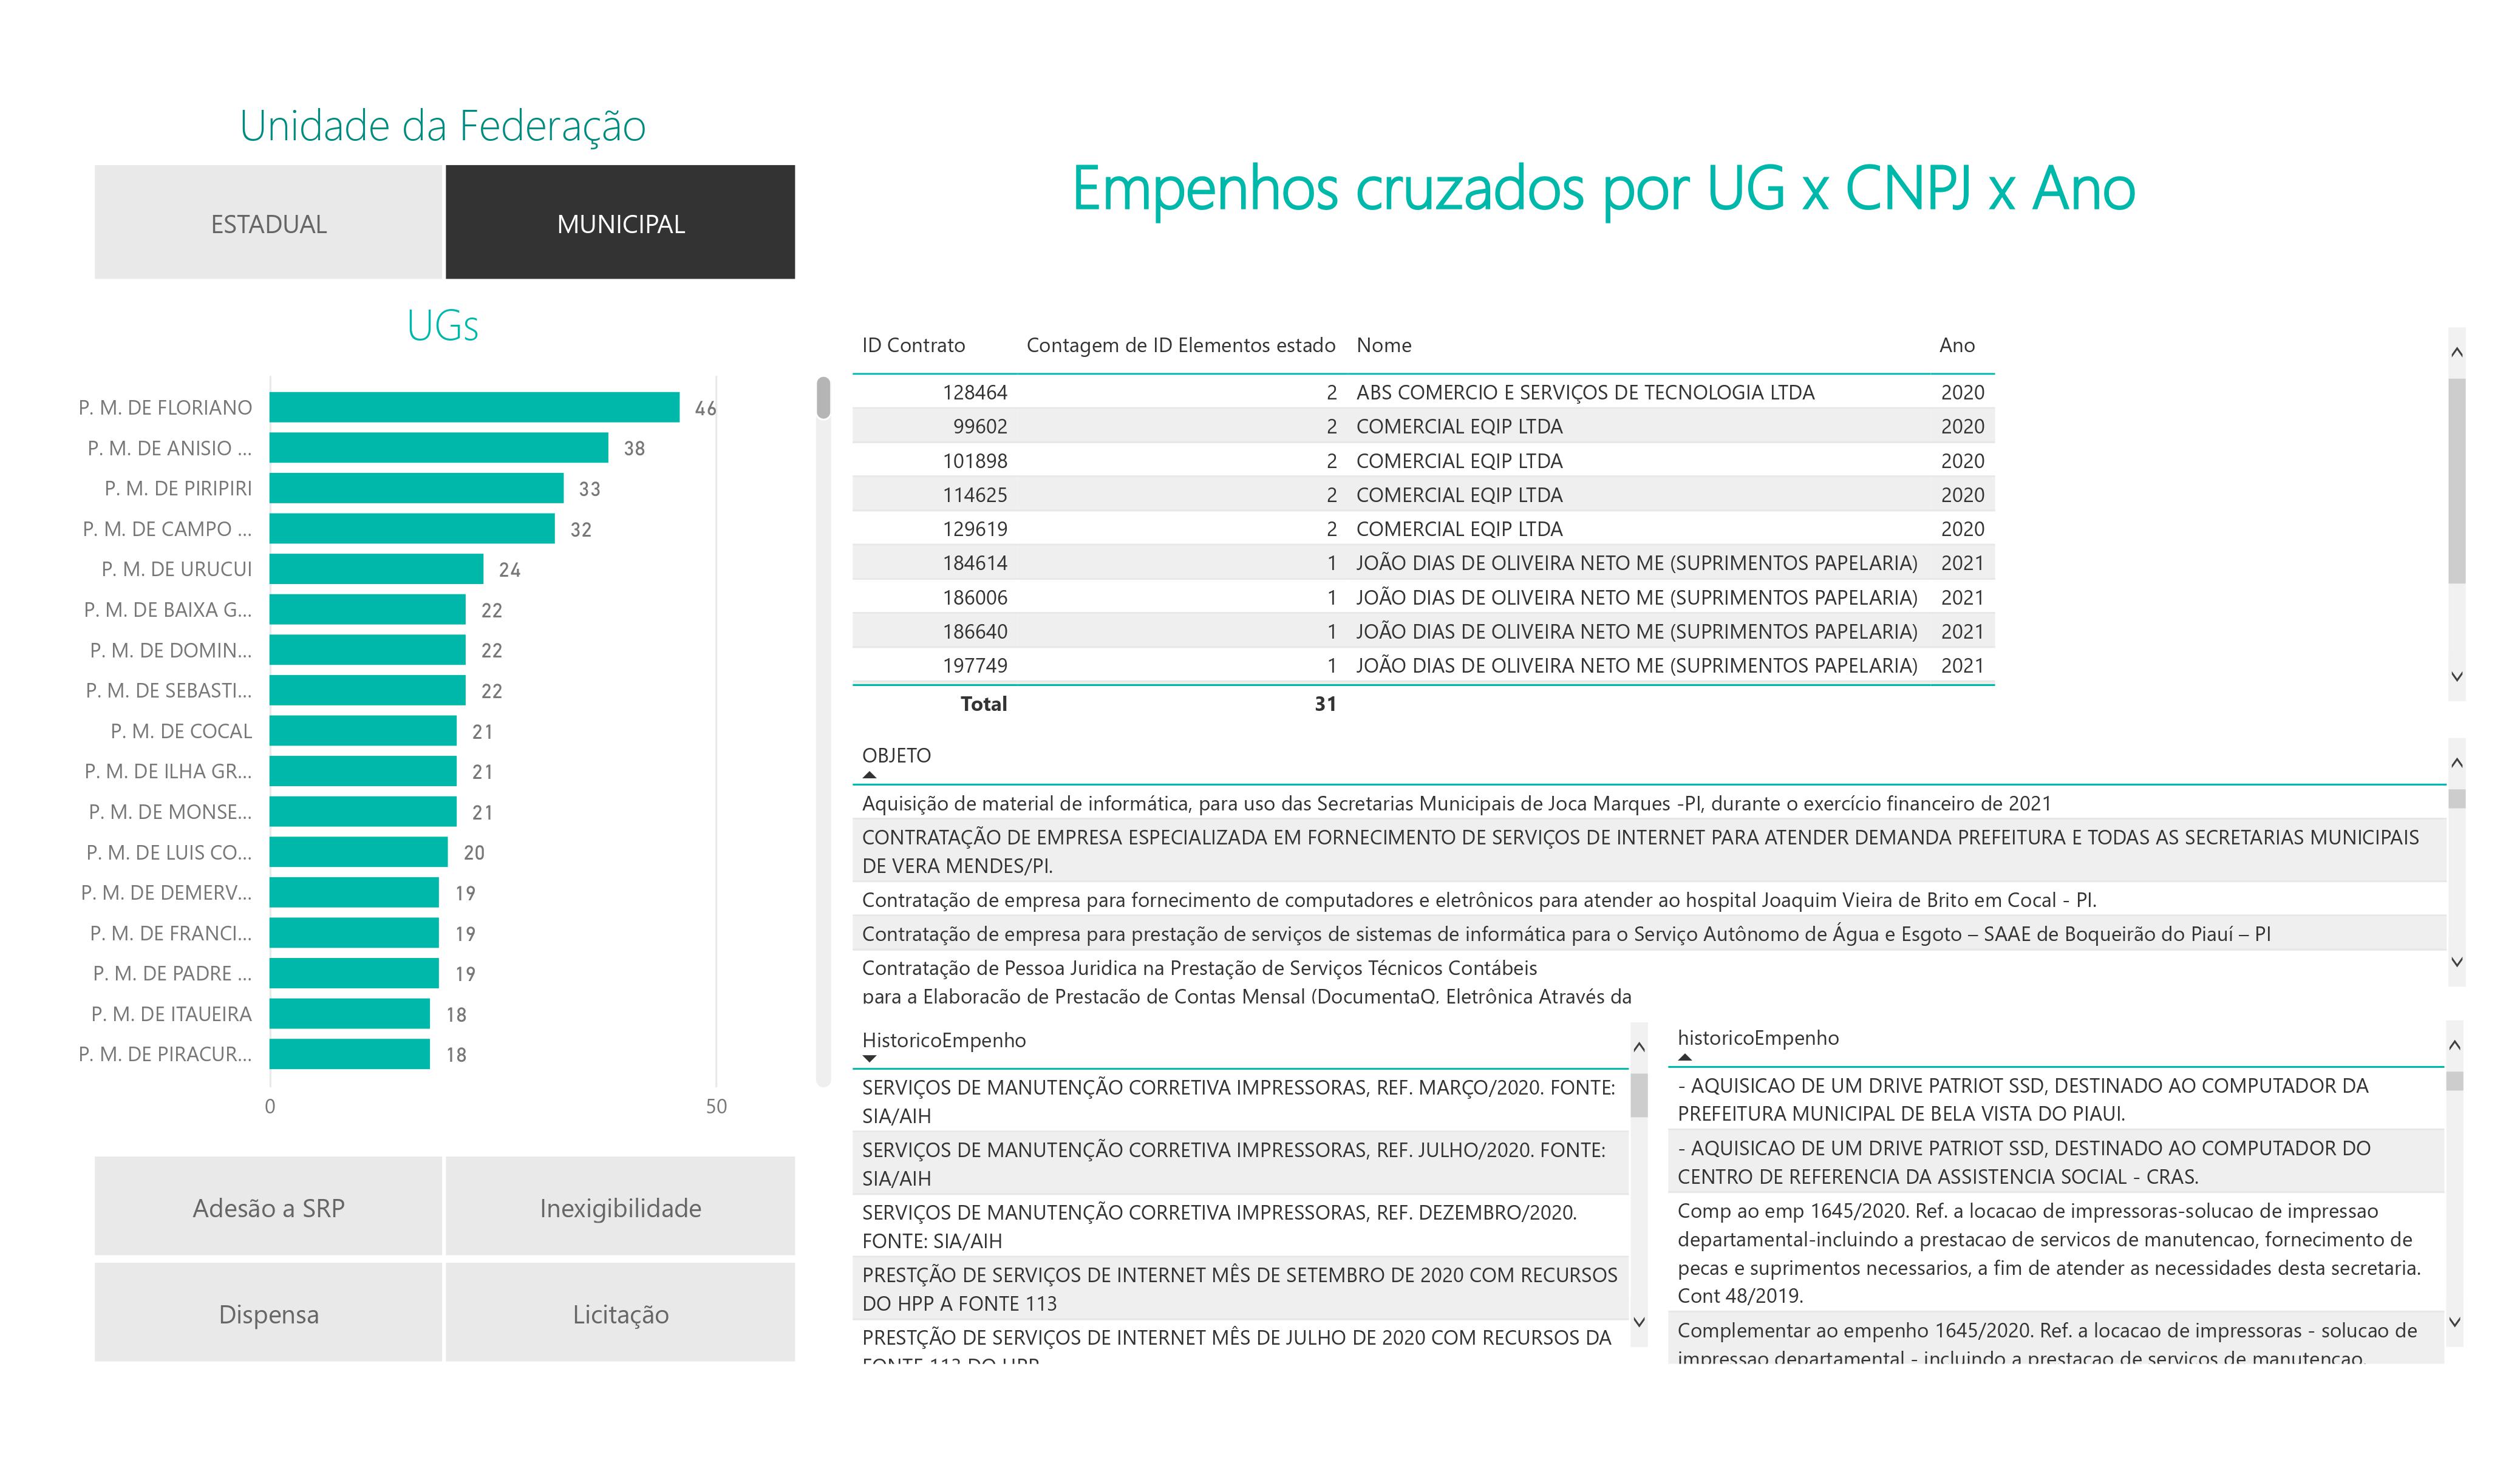 Unidade da Federação
ESTADUAL
MUNICIPAL
Empenhos cruzados por UG x CNPJ x Ano
UGs
P. M. DE FLORIANO 46
P. M. DE ANISIO ... 38
P. M. DE PIRIPIRI 33
P. M. DE CAMPO ... 32
P. M. DE URUCUI 24
P. M. DE BAIXA G... 22
P. M. DE DOMIN... 22
P. M. DE SEBASTI... 22
P. M. DE COCAL 21
P. M. DE ILHA GR... 21
P. M. DE MONSE... 21
P. M. DE LUIS CO... 20
P. M. DE DEMERV... 19
P. M. DE FRANCI... 19
P. M. DE PADRE ... 19
P. M. DE ITAUEIRA 18
P. M. DE PIRACUR... 18
0 50
Adesão a SRP
Inexigibilidade
Dispensa
Licitação
ID Contrato Contagem de ID Elementos estado Nome Ano
128464 2 ABS COMERCIO E SERVIÇOS DE TECNOLOGIA LTDA 2020
99602 2 COMERCIAL EQIP LTDA 2020
101898 2 COMERCIAL EQIP LTDA 2020
114625 2 COMERCIAL EQIP LTDA 2020
129619 2 COMERCIAL EQIP LTDA 2020
184614 1 JOÃO DIAS DE OLIVEIRA NETO ME (SUPRIMENTOS PAPELARIA) 2021
186006 1 JOÃO DIAS DE OLIVEIRA NETO ME (SUPRIMENTOS PAPELARIA) 2021
186640 1 JOÃO DIAS DE OLIVEIRA NETO ME (SUPRIMENTOS PAPELARIA) 2021
197749 1 JOÃO DIAS DE OLIVEIRA NETO ME (SUPRIMENTOS PAPELARIA) 2021
Total 31
OBJETO
Aquisição de material de informática, para uso das Secretarias Municipais de Joca Marques -PI, durante o exercício financeiro de 2021
CONTRATAÇÃO DE EMPRESA ESPECIALIZADA EM FORNECIMENTO DE SERVIÇOS DE INTERNET PARA ATENDER DEMANDA PREFEITURA E TODAS AS SECRETARIAS MUNICIPAIS
DE VERA MENDES/PI.
Contratação de empresa para fornecimento de computadores e eletrônicos para atender ao hospital Joaquim Vieira de Brito em Cocal - PI.
Contratação de empresa para prestação de serviços de sistemas de informática para o Serviço Autônomo de Água e Esgoto – SAAE de Boqueirão do Piauí – PI
Contratação de Pessoa Juridica na Prestação de Serviços Técnicos Contábeis
para a Elaboração de Prestação de Contas Mensal (DocumentaQ. Eletrônica Através da
HistoricoEmpenho
SERVIÇOS DE MANUTENÇÃO CORRETIVA IMPRESSORAS, REF. MARÇO/2020. FONTE:
SIA/AIH
SERVIÇOS DE MANUTENÇÃO CORRETIVA IMPRESSORAS, REF. JULHO/2020. FONTE:
SIA/AIH
SERVIÇOS DE MANUTENÇÃO CORRETIVA IMPRESSORAS, REF. DEZEMBRO/2020.
FONTE: SIA/AIH
PRESTÇÃO DE SERVIÇOS DE INTERNET MÊS DE SETEMBRO DE 2020 COM RECURSOS
DO HPP A FONTE 113
PRESTÇÃO DE SERVIÇOS DE INTERNET MÊS DE JULHO DE 2020 COM RECURSOS DA
FONTE 113 DO HPP
historicoEmpenho
- AQUISICAO DE UM DRIVE PATRIOT SSD, DESTINADO AO COMPUTADOR DA
PREFEITURA MUNICIPAL DE BELA VISTA DO PIAUI.
- AQUISICAO DE UM DRIVE PATRIOT SSD, DESTINADO AO COMPUTADOR DO
CENTRO DE REFERENCIA DA ASSISTENCIA SOCIAL - CRAS.
Comp ao emp 1645/2020. Ref. a locacao de impressoras-solucao de impressao
departamental-incluindo a prestacao de servicos de manutencao, fornecimento de
pecas e suprimentos necessarios, a fim de atender as necessidades desta secretaria.
Cont 48/2019.
Complementar ao empenho 1645/2020. Ref. a locacao de impressoras - solucao de
impressao departamental - incluindo a prestacao de servicos de manutencao,